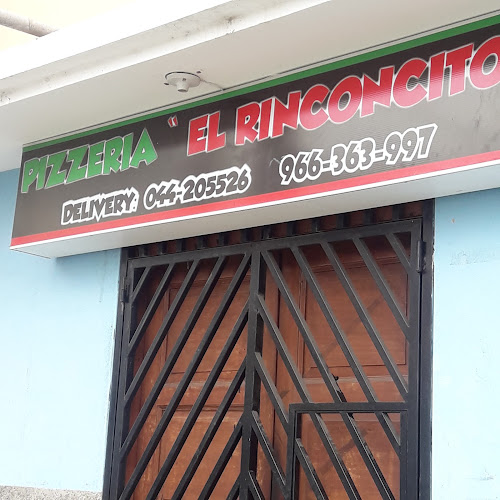 PIZZERIA "EL RINCONCITO
DELIVERY: 044-205526 966-363-997